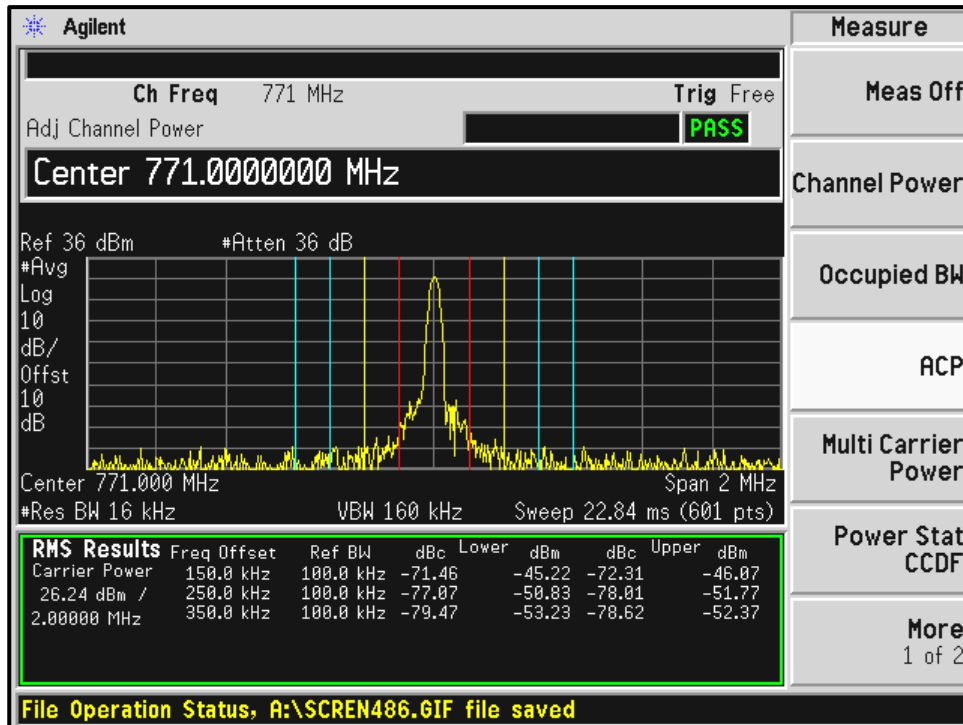 Agilent
Measure
Ch Freq 771 MHz Trig Free
Meas Off
Adj Channel Power PASS
Center 771.0000000 MHz
Channel Power
Ref 36 dBm #Atten 36 dB
#Avg
Log
10
dB/
Offst
10
dB
Occupied BW
ACP
Multi Carrier
Power
Center 771.000 MHz Span 2 MHz
#Res BW 16 kHz VBW 160 kHz Sweep 22.84 ms (601 pts)
RMS Results Freq Offset Ref BW dBc Lower dBm dBc Upper dBm
Carrier Power 150.0 kHz 100.0 kHz -71.46 -45.22 -72.31 -46.07
26.24 dBm / 250.0 kHz 100.0 kHz -77.07 -50.83 -78.01 -51.77
2.00000 MHz 350.0 kHz 100.0 kHz -79.47 -53.23 -78.62 -52.37
Power Stat
CCDF
More
1 of 2
File Operation Status, A:\SCREN486.GIF file saved